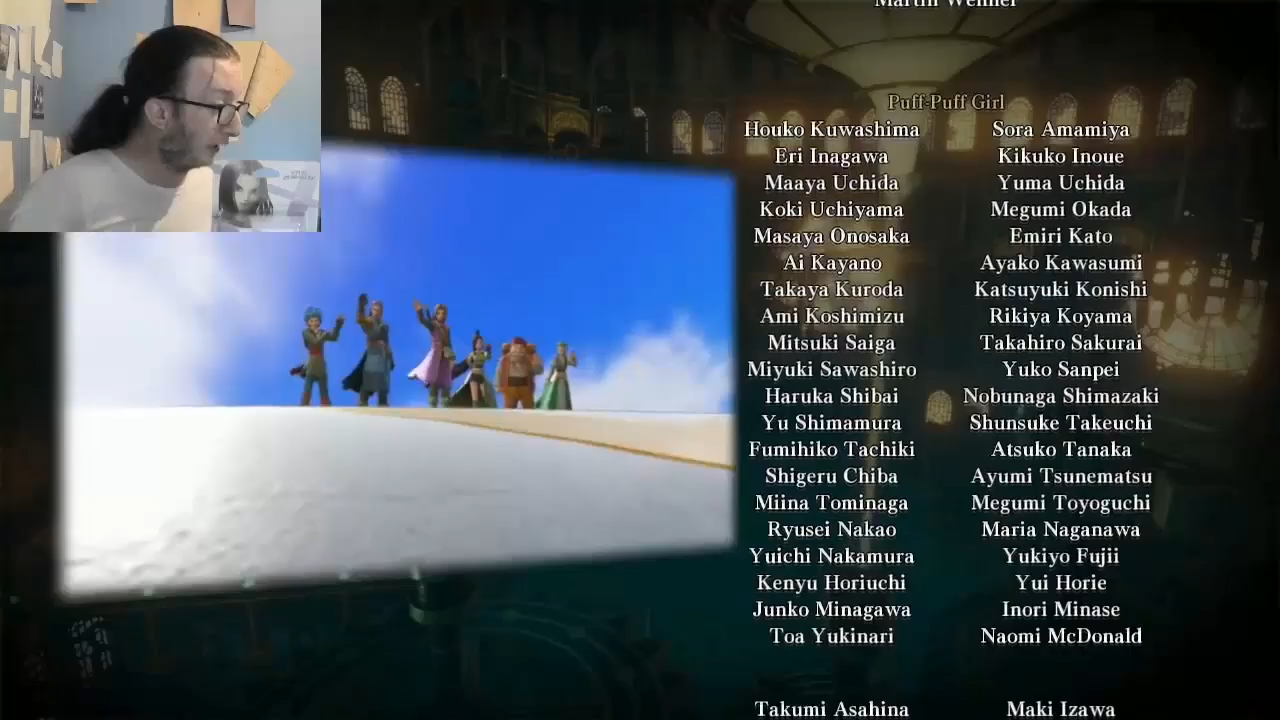 Martin Wenner
Puff-Puff Girl
Houko Kuwashima Sora Amamiya
Eri Inagawa Kikuko Inoue
Maaya Uchida Yuma Uchida
Koki Uchiyama Megumi Okada
Masaya Onosaka Emiri Kato
Ai Kayano Ayako Kawasumi
Takaya Kuroda Katsuyuki Konishi
Ami Koshimizu Rikiya Koyama
Mitsuki Saiga Takahiro Sakurai
Miyuki Sawashiro Yuko Sanpei
Haruka Shibai Nobunaga Shimazaki
Yu Shimamura Shunsuke Takeuchi
Fumihiko Tachiki Atsuko Tanaka
Shigeru Chiba Ayumi Tsunematsu
Miina Tominaga Megumi Toyoguchi
Ryusei Nakao Maria Naganawa
Yuichi Nakamura Yukiyo Fujii
Kenyu Horiuchi Yui Horie
Junko Minagawa Inori Minase
Toa Yukinari Naomi McDonald
Takumi Asahina Maki Izawa